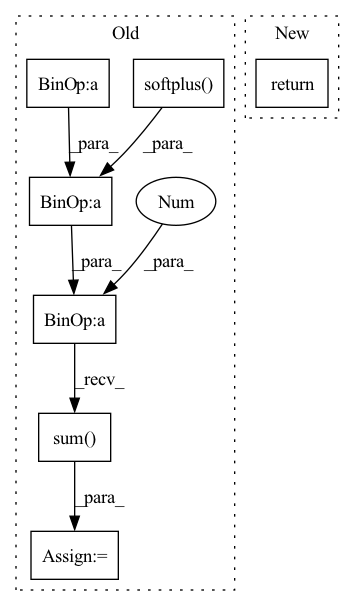 Old
New
BinOp:a
softplus()
return
_para_
_para_
BinOp:a
Num
_para_
_para_
BinOp:a
_recv_
sum()
_para_
Assign:=